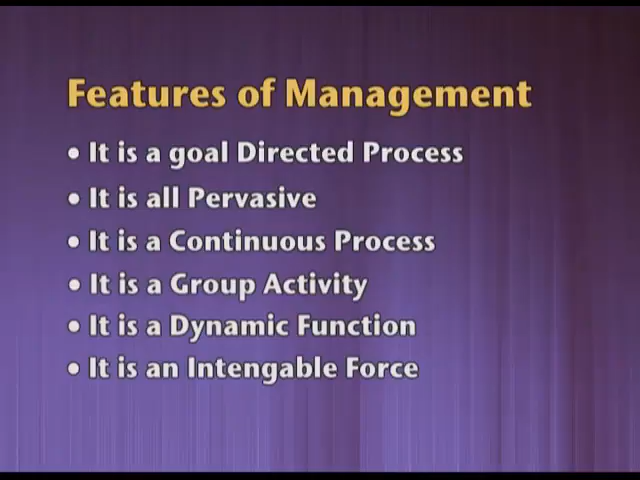 Features of Management
• It is a goal Directed Process
• It is all Pervasive
• It is a Continuous Process
• It is a Group Activity
• It is a Dynamic Function
• It is an Intengable Force